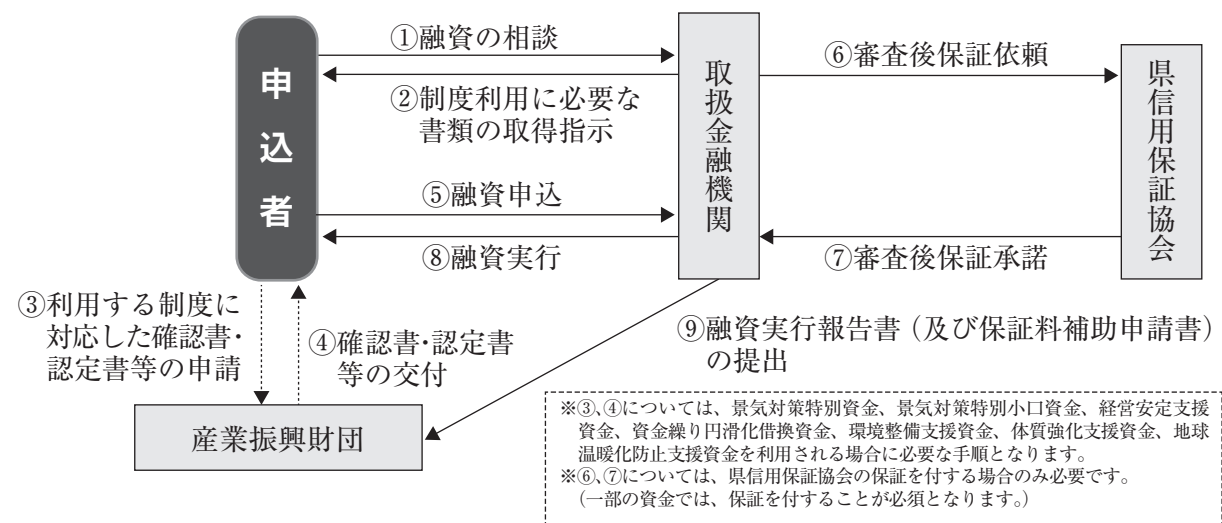 申込者
①融資の相談
②制度利用に必要な
書類の取得指示
⑤融資申込
⑧融資実行
取扱金融機関
⑥審査後保証依頼
⑦審査後保証承諾
県信用保証協会
③利用する制度に
対応した確認書・
認定書等の申請
④確認書・認定書
等の交付
⑨融資実行報告書（及び保証料補助申請書）
の提出
産業振興財団
※③、④については、景気対策特別資金、景気対策特別小口資金、経営安定支援
資金、資金繰り円滑化借換資金、環境整備支援資金、体質強化支援資金、地球
温暖化防止支援資金を利用される場合に必要な手順となります。
※⑥、⑦については、県信用保証協会の保証を付する場合のみ必要です。
（一部の資金では、保証を付することが必須となります。）